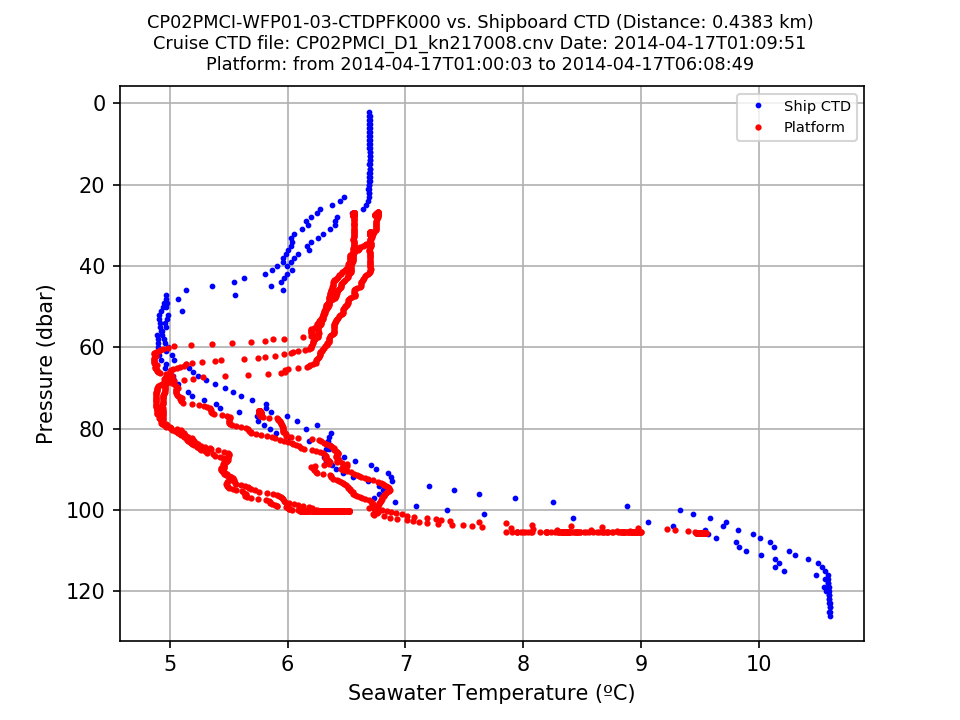 CP02PMCI-WFP01-03-CTDPFK000 vs. Shipboard CTD (Distance: 0.4383 km)
Cruise CTD file: CP02PMCI_D1_kn217008.cnv Date: 2014-04-17T01:09:51
Platform: from 2014-04-17T01:00:03 to 2014-04-17T06:08:49
Ship CTD
Platform
0
20
40
60
80
100
120
Pressure (dbar)
5
6
7
8
9
10
Seawater Temperature (ºC)